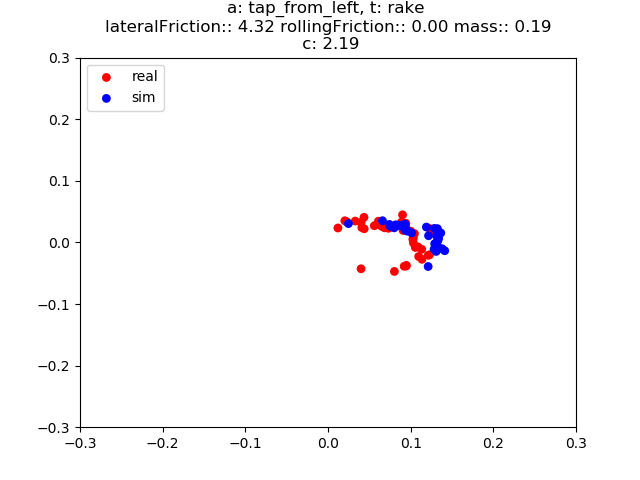 a: tap_from_left, t: rake
lateralFriction:: 4.32 rollingFriction:: 0.00 mass:: 0.19
c: 2.19
real
sim
0.3
0.2
0.1
0.0
−0.1
−0.2
−0.3
−0.3 −0.2 −0.1 0.0 0.1 0.2 0.3